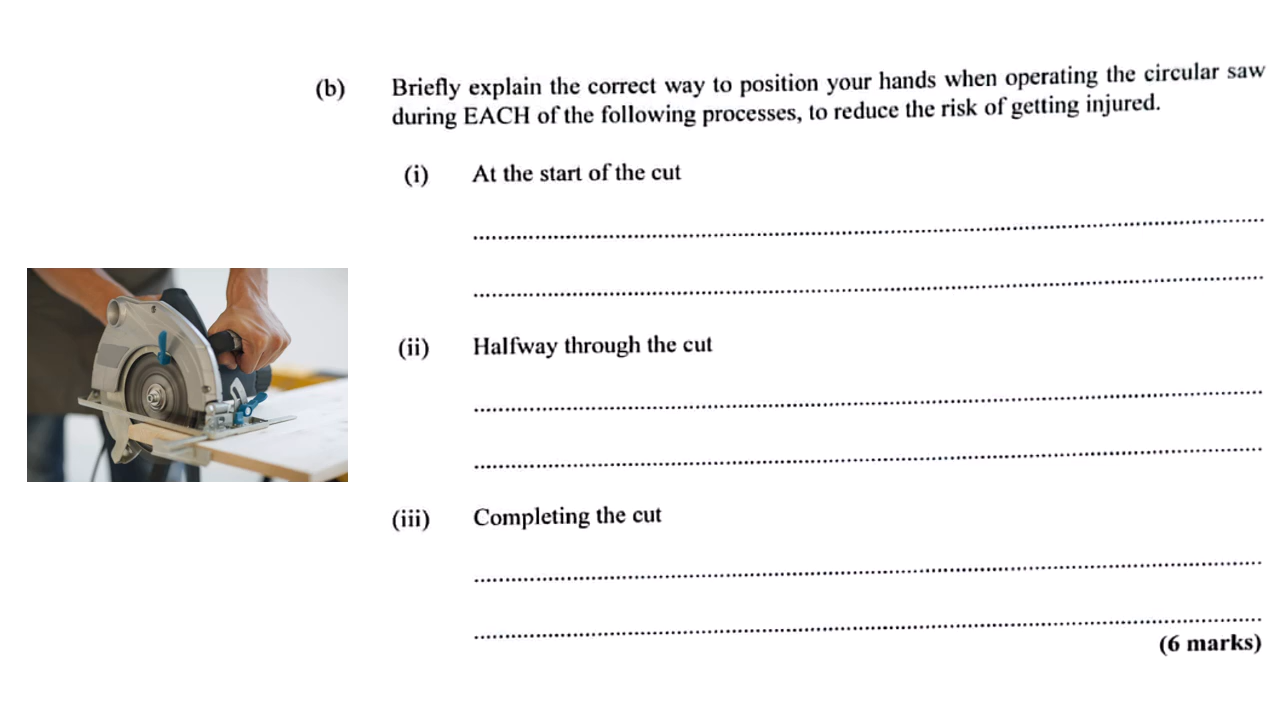 (b) Briefly explain the correct way to position your hands when operating the circular saw
during EACH of the following processes, to reduce the risk of getting injured.
(i) At the start of the cut
(ii) Halfway through the cut
(iii) Completing the cut
(6 marks)